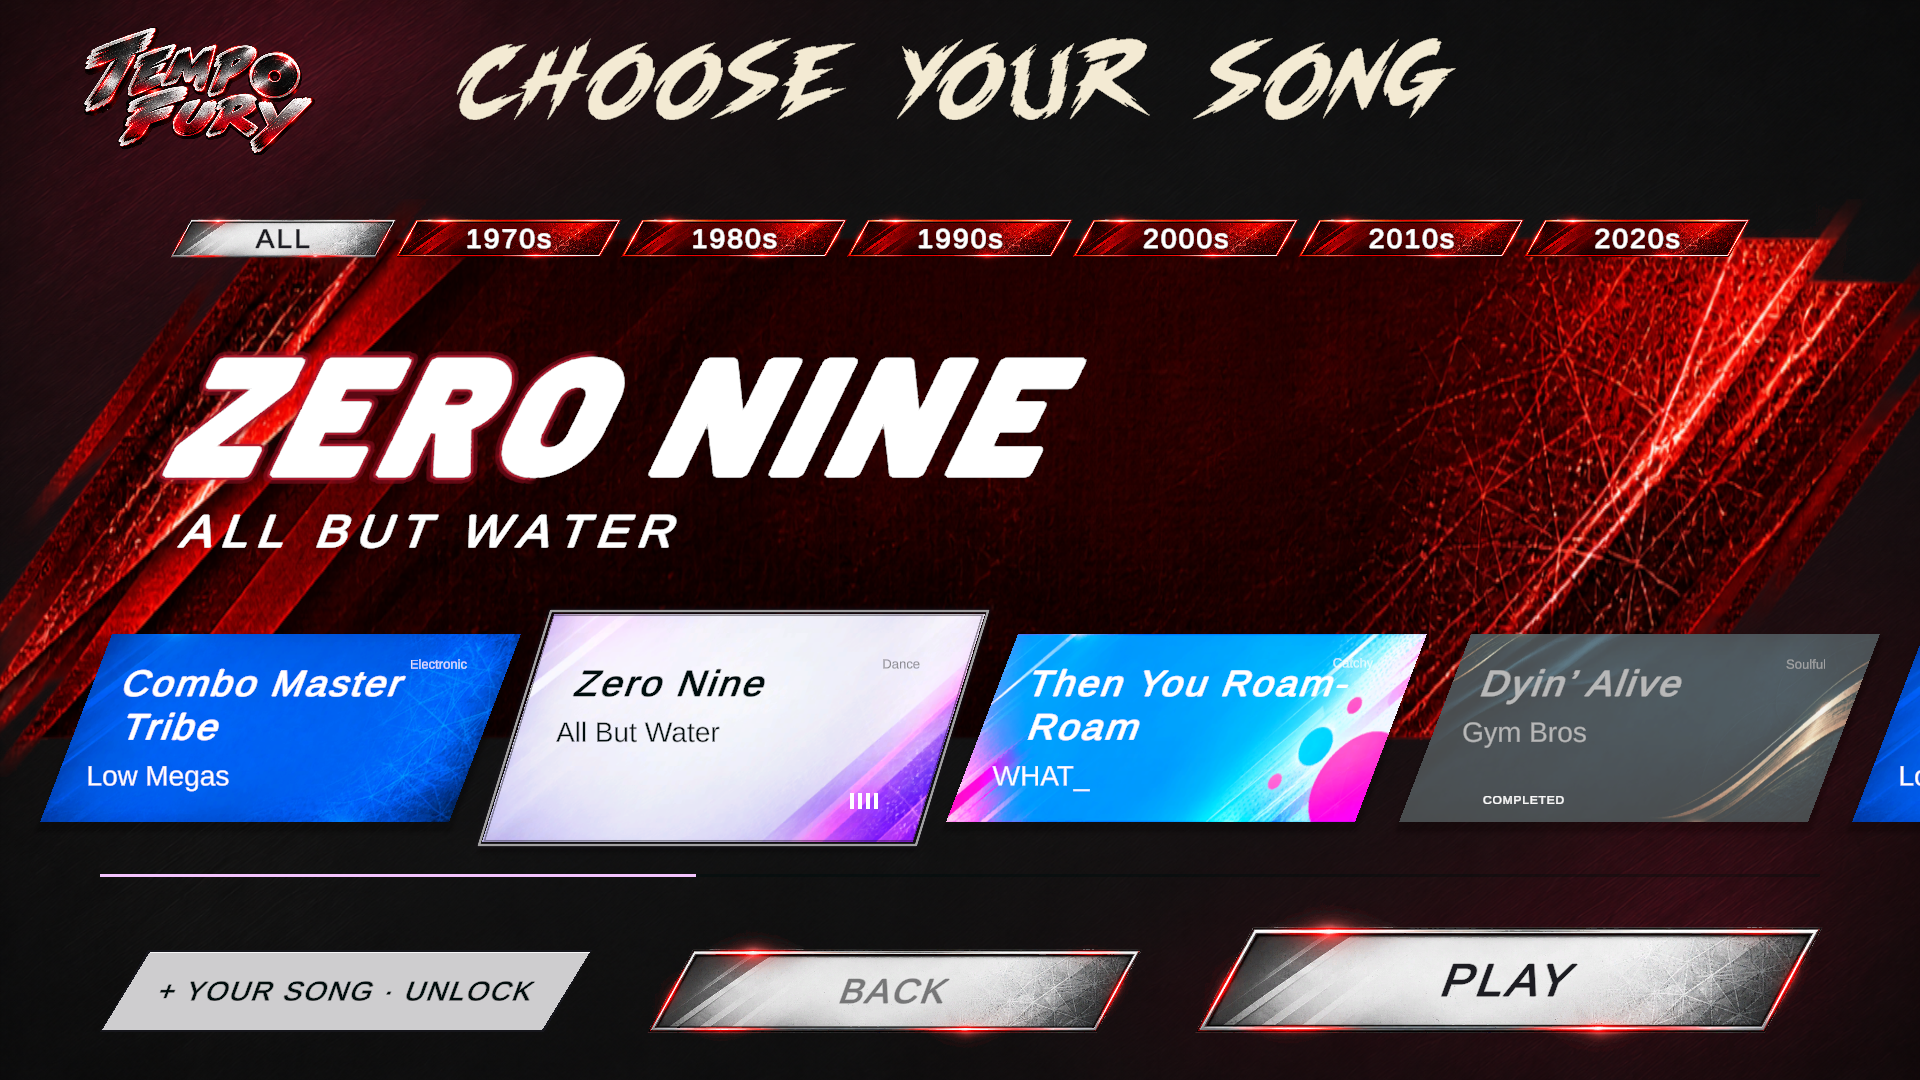 TEMPO
FURY
CHOOSE YOUR SONG
ALL
1970s
1980s
1990s
2000s
2010s
2020s
ZERO NINE
ALL BUT WATER
Electronic
Combo Master
Tribe
Low Megas
Dance
Zero Nine
All But Water
Catchy
Then You Roam-
Roam
WHAT_
Soulful
Dyin’ Alive
Gym Bros
COMPLETED
Lo
+ YOUR SONG · UNLOCK
BACK
PLAY